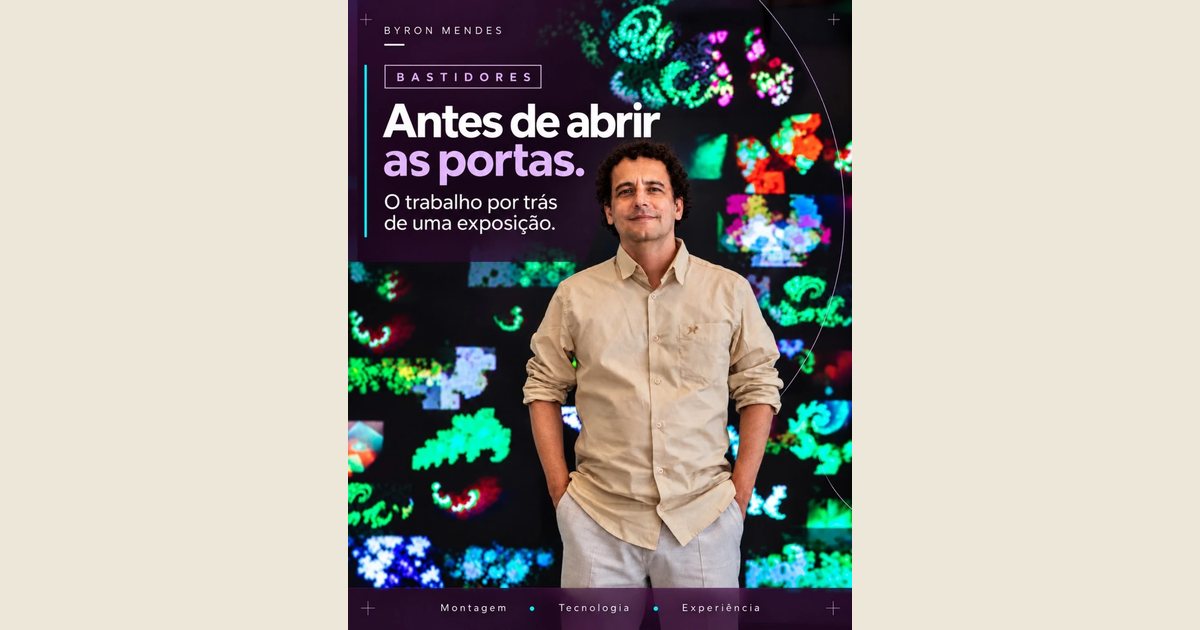 BYRON MENDES
BASTIDORES
Antes de abrir
as portas.
O trabalho por trás
de uma exposição.
Montagem • Tecnologia • Experiência